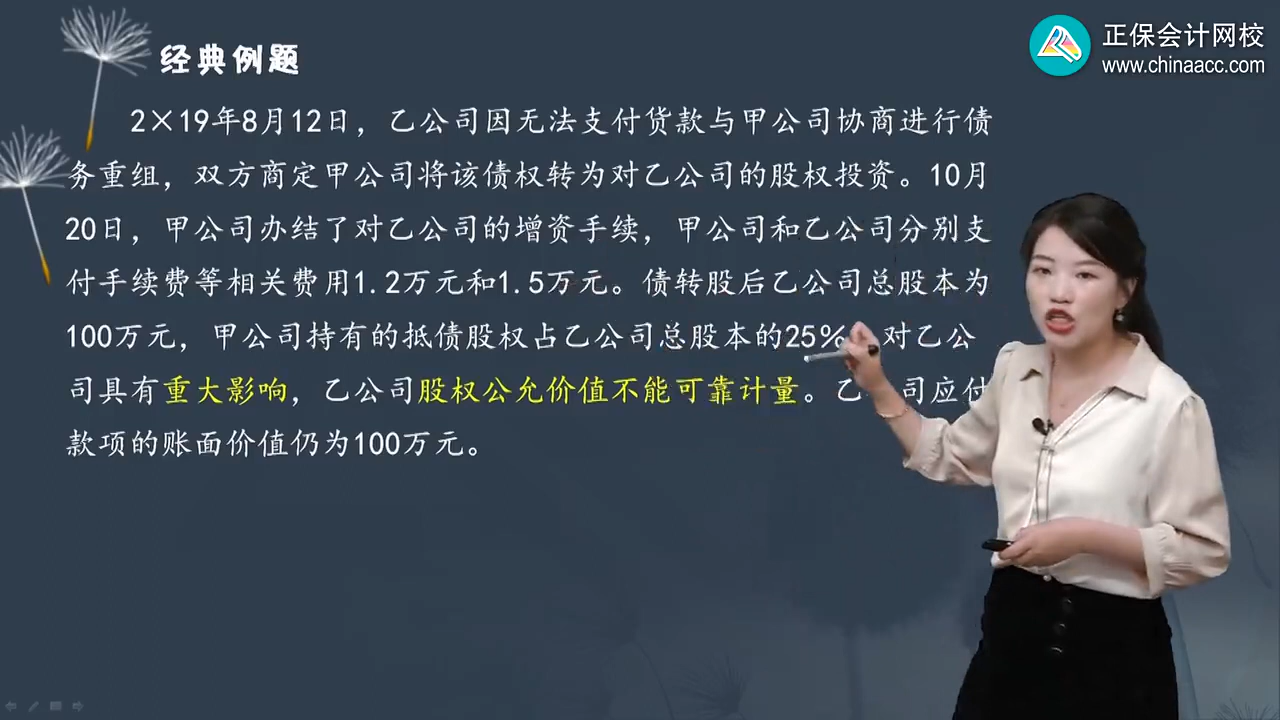 正保会计网校
www.chinaacc.com
经典例题
2×19年8月12日，乙公司因无法支付货款与甲公司协商进行债
务重组，双方商定甲公司将该债权转为对乙公司的股权投资。10月
20日，甲公司办结了对乙公司的增资手续，甲公司和乙公司分别支
付手续费等相关费用1.2万元和1.5万元。债转股后乙公司总股本为
100万元，甲公司持有的抵债股权占乙公司总股本的25% 对乙公
司具有重大影响，乙公司股权公允价值不能可靠计量。乙 司应付
款项的账面价值仍为100万元。